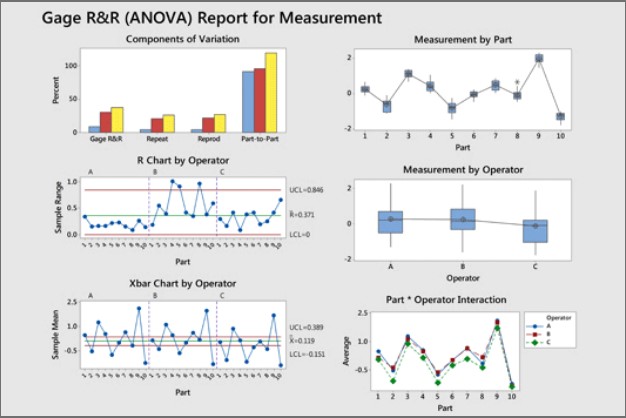 Gage R&R (ANOVA) Report for Measurement
Components of Variation
Percent
100
50
0
Gage R&R Repeat Reprod Part-to-Part
R Chart by Operator
A B C
Sample Range
1.0
0.5
0.0
UCL=0.846
R̄=0.371
LCL=0
Part
Xbar Chart by Operator
A B C
Sample Mean
2.5
1.0
-0.5
UCL=0.389
X̿=0.119
LCL=-0.151
Part
Measurement by Part
2
0
-2
1 2 3 4 5 6 7 8 9 10
Part
Measurement by Operator
2
0
-2
A B C
Operator
Part * Operator Interaction
Average
2.5
1.0
-0.5
1 2 3 4 5 6 7 8 9 10
Part
Operator
A
B
C